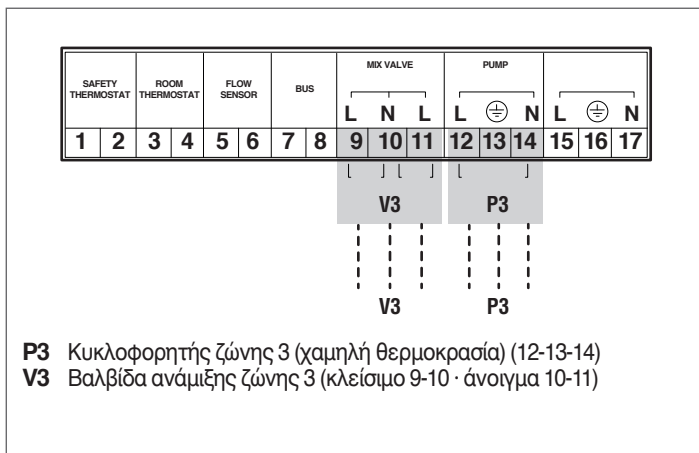 MIX VALVE PUMP
SAFETY THERMOSTAT ROOM THERMOSTAT FLOW SENSOR BUS
L N L L N L N
1 2 3 4 5 6 7 8 9 10 11 12 13 14 15 16 17
V3 P3
V3 P3
P3 Κυκλοφορητής ζώνης 3 (χαμηλή θερμοκρασία) (12-13-14)
V3 Βαλβίδα ανάμιξης ζώνης 3 (κλείσιμο 9-10 · άνοιγμα 10-11)